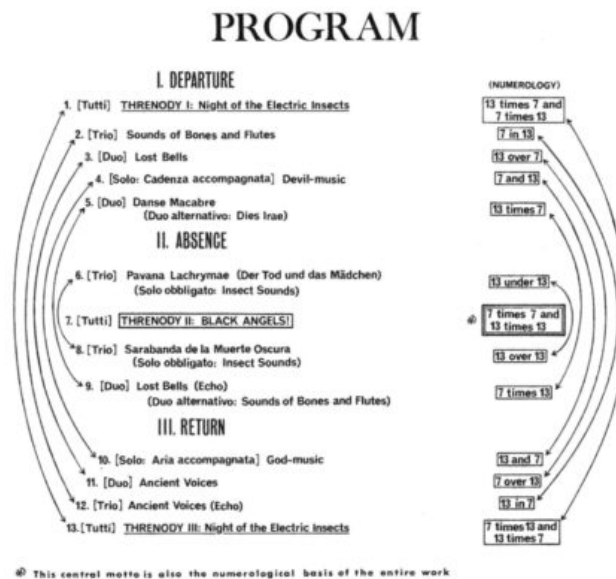 PROGRAM
I. DEPARTURE
(NUMEROLOGY)
1. [Tutti] THRENODY I: Night of the Electric Insects
13 times 7 and
7 times 13
2. [Trio] Sounds of Bones and Flutes
7 in 13
3. [Duo] Lost Bells
13 over 7
4. [Solo: Cadenza accompagnata] Devil-music
7 and 13
5. [Duo] Danse Macabre
(Duo alternativo: Dies Irae)
13 times 7
II. ABSENCE
6. [Trio] Pavana Lachrymae (Der Tod und das Mädchen)
(Solo obbligato: Insect Sounds)
13 under 13
7. [Tutti] THRENODY II: BLACK ANGELS!
7 times 7 and
13 times 13
8. [Trio] Sarabanda de la Muerte Oscura
(Solo obbligato: Insect Sounds)
13 over 13
9. [Duo] Lost Bells (Echo)
(Duo alternativo: Sounds of Bones and Flutes)
7 times 13
III. RETURN
10. [Solo: Aria accompagnata] God-music
13 and 7
11. [Duo] Ancient Voices
7 over 13
12. [Trio] Ancient Voices (Echo)
13 in 7
13. [Tutti] THRENODY III: Night of the Electric Insects
7 times 13 and
13 times 7
This central motto is also the numerological basis of the entire work